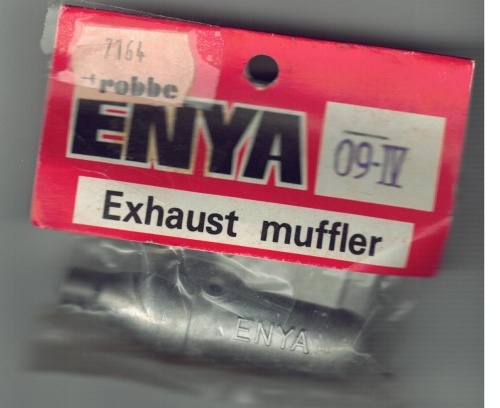 7164
robbe
ENYA
09-IV
Exhaust muffler
ENYA